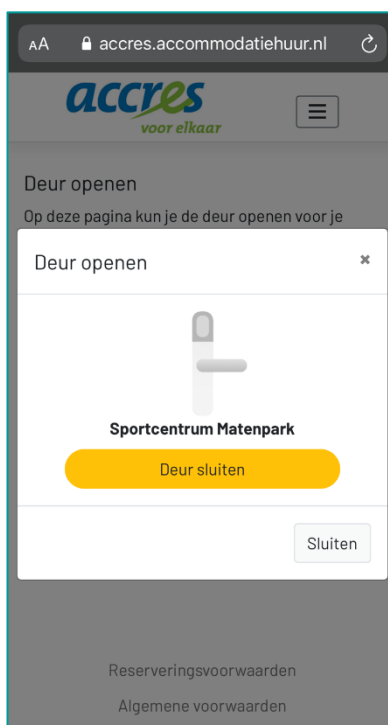 AA accres.accommodatiehuur.nl
accres
voor elkaar
Deur openen
Op deze pagina kun je de deur openen voor je
Deur openen
Sportcentrum Matenpark
Deur sluiten
Sluiten
Reserveringsvoorwaarden
Algemene voorwaarden